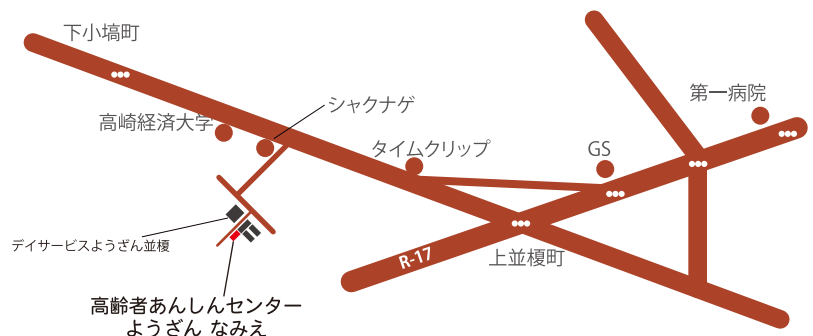 下小塙町
シャクナゲ
第一病院
高崎経済大学
タイムクリップ
GS
デイサービスようざん並榎
R-17
上並榎町
高齢者あんしんセンター
ようざん なみえ